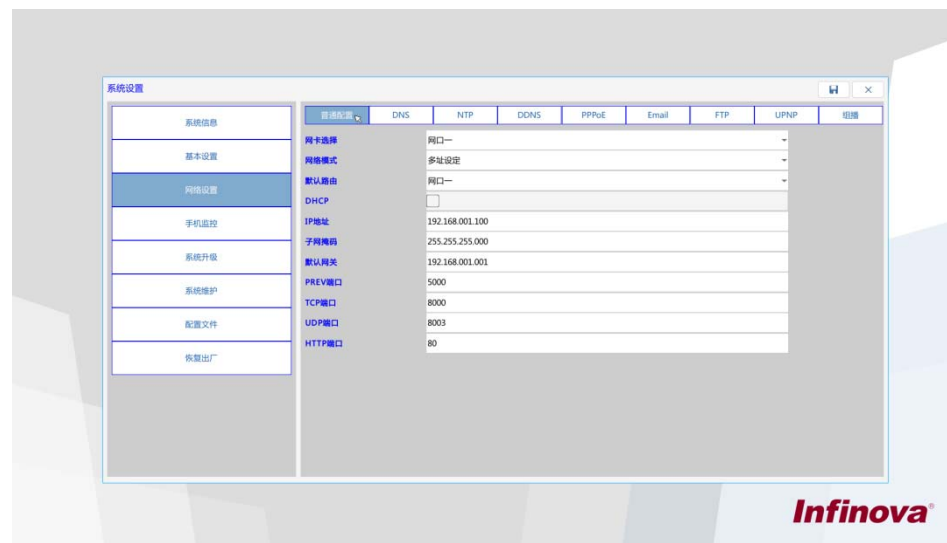 系统设置
系统信息
基本设置
网络设置
手机监控
系统升级
系统维护
配置文件
恢复出厂
普通配置 DNS NTP DDNS PPPoE Email FTP UPNP 组播
网卡选择 网口一
网络模式 多址设定
默认路由 网口一
DHCP
IP地址 192.168.001.100
子网掩码 255.255.255.000
默认网关 192.168.001.001
PREV端口 5000
TCP端口 8000
UDP端口 8003
HTTP端口 80
Infinova®